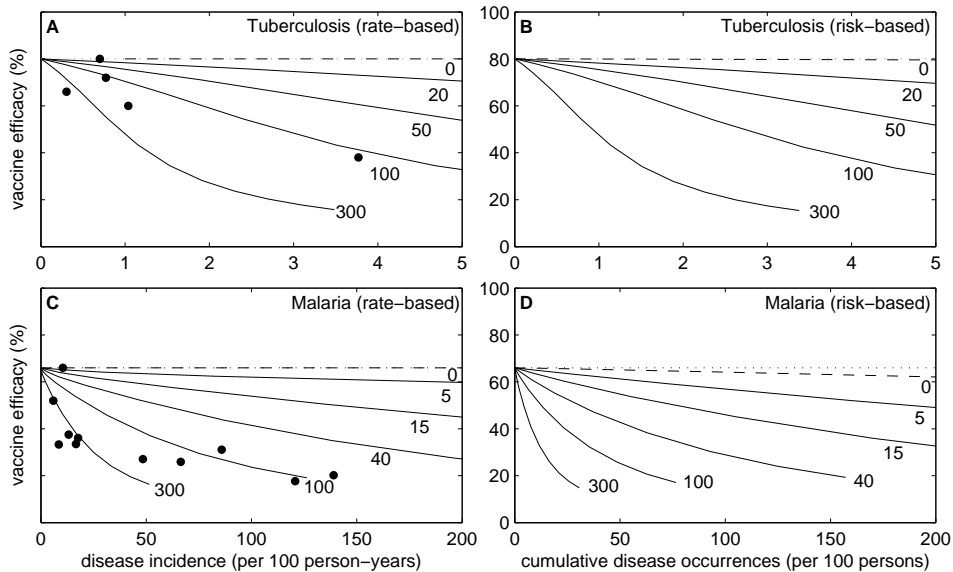 A Tuberculosis (rate−based)
vaccine efficacy (%)
0
20
50
100
300
0 1 2 3 4 5
B Tuberculosis (risk−based)
100
80
60
40
20
0
0
20
50
100
300
0 1 2 3 4 5
C Malaria (rate−based)
vaccine efficacy (%)
0
5
15
40
100
300
0 50 100 150 200
disease incidence (per 100 person−years)
D Malaria (risk−based)
100
80
60
40
20
0
0
5
15
40
100
300
0 50 100 150 200
cumulative disease occurrences (per 100 persons)